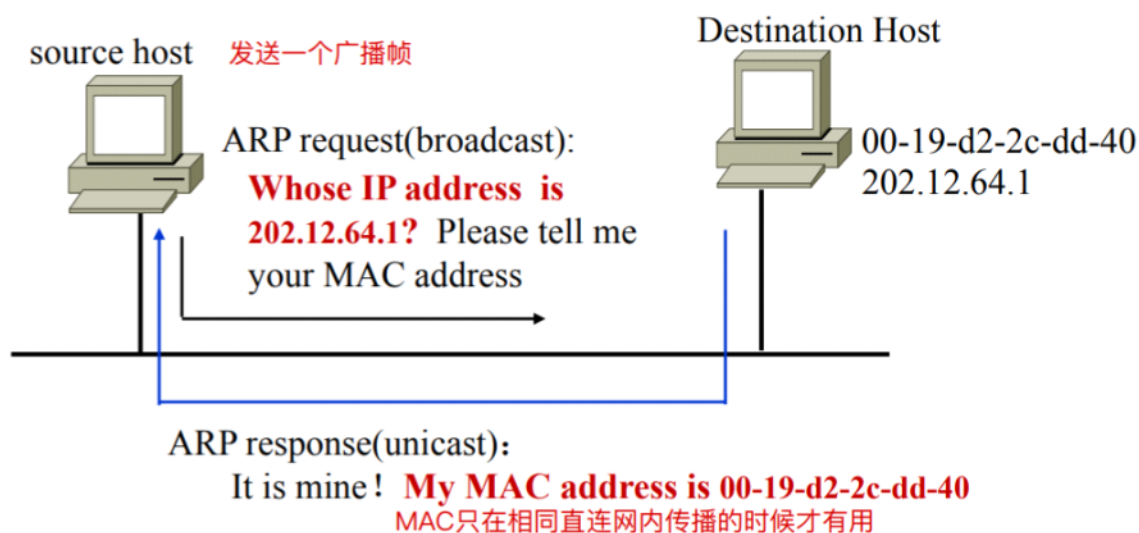 source host
发送一个广播帧
Destination Host
ARP request(broadcast):
Whose IP address is
202.12.64.1? Please tell me
your MAC address
00-19-d2-2c-dd-40
202.12.64.1
ARP response(unicast)：
It is mine！ My MAC address is 00-19-d2-2c-dd-40
MAC只在相同直连网内传播的时候才有用